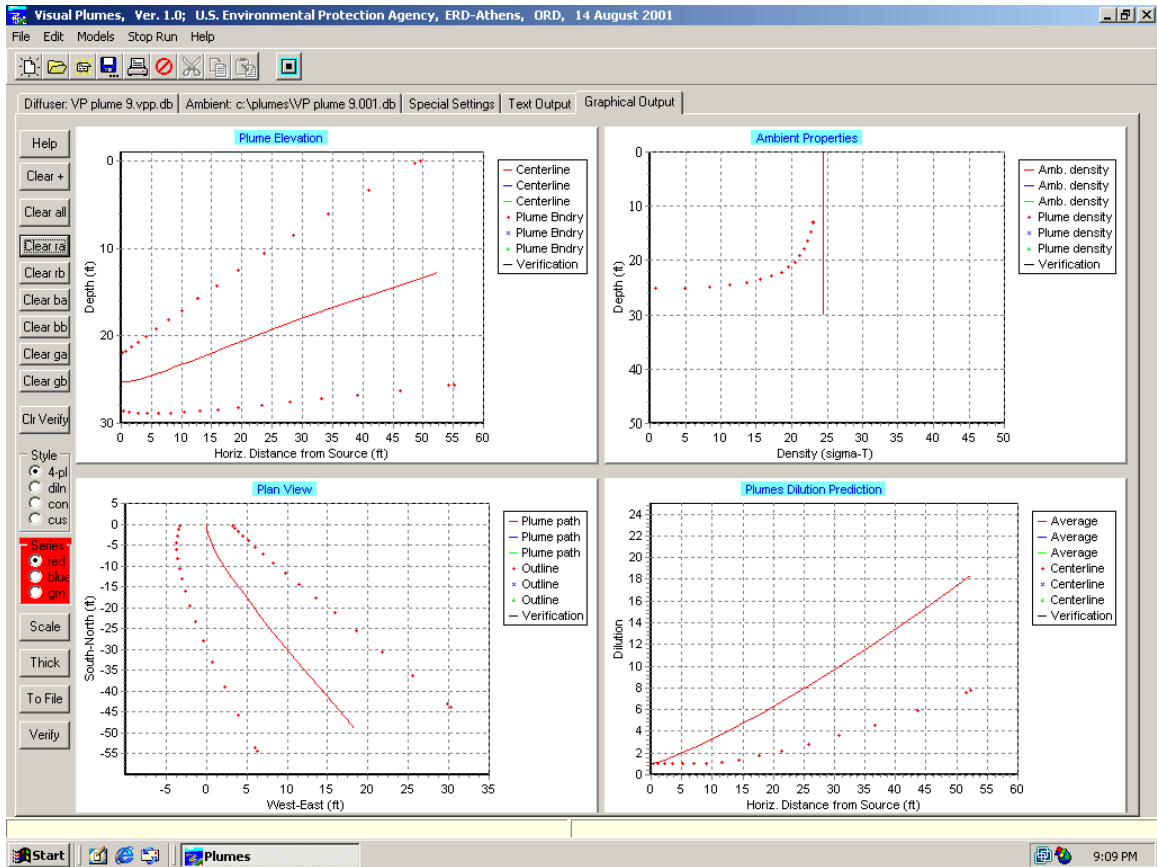 Visual Plumes, Ver. 1.0; U.S. Environmental Protection Agency, ERD-Athens, ORD, 14 August 2001
File Edit Models Stop Run Help
Diffuser: VP plume 9.vpp.db Ambient: c:\plumes\VP plume 9.001.db Special Settings Text Output Graphical Output
Help
Clear +
Clear all
Clear ra
Clear rb
Clear ba
Clear bb
Clear ga
Clear gb
Clr Verify
Style
4-pl
diln
con
cus
Series
red
blue
grn
Scale
Thick
To File
Verify
Plume Elevation
0
10
20
30
Depth (ft)
0 5 10 15 20 25 30 35 40 45 50 55 60
Horiz. Distance from Source (ft)
Centerline
Centerline
Centerline
Plume Bndry
Plume Bndry
Plume Bndry
Verification
Ambient Properties
0
10
20
30
40
50
Depth (ft)
0 5 10 15 20 25 30 35 40 45 50
Density (sigma-T)
Amb. density
Amb. density
Amb. density
Plume density
Plume density
Plume density
Verification
Plan View
5
0
-5
-10
-15
-20
-25
-30
-35
-40
-45
-50
-55
South-North (ft)
-5 0 5 10 15 20 25 30 35
West-East (ft)
Plume path
Plume path
Plume path
Outline
Outline
Outline
Verification
Plumes Dilution Prediction
24
22
20
18
16
14
12
10
8
6
4
2
0
Dilution
0 5 10 15 20 25 30 35 40 45 50 55 60
Horiz. Distance from Source (ft)
Average
Average
Average
Centerline
Centerline
Centerline
Verification
Start Plumes 9:09 PM